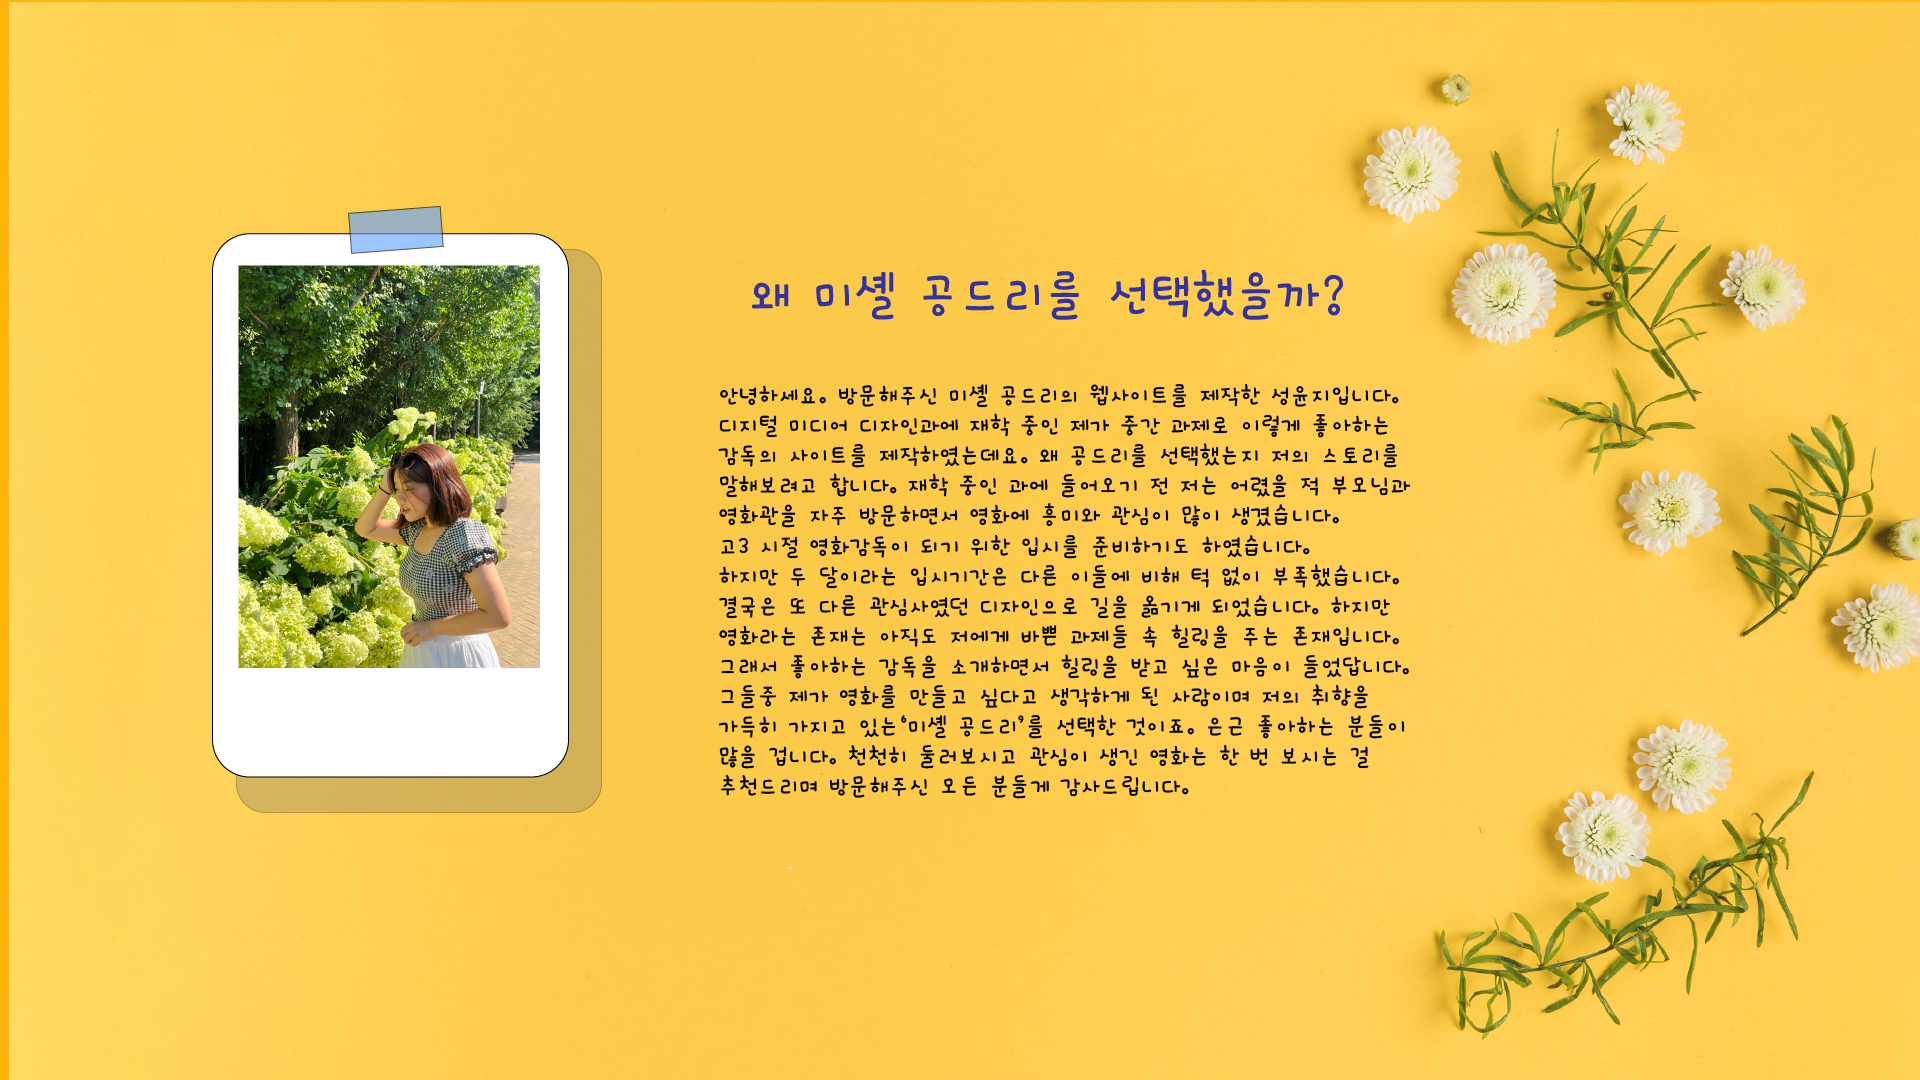 왜 미셸 공드리를 선택했을까?
안녕하세요. 방문해주신 미셸 공드리의 웹사이트를 제작한 성윤지입니다.
디지털 미디어 디자인과에 재학 중인 제가 중간 과제로 이렇게 좋아하는
감독의 사이트를 제작하였는데요. 왜 공드리를 선택했는지 저의 스토리를
말해보려고 합니다. 재학 중인 과에 들어오기 전 저는 어렸을 적 부모님과
영화관을 자주 방문하면서 영화에 흥미와 관심이 많이 생겼습니다.
고3 시절 영화감독이 되기 위한 입시를 준비하기도 하였습니다.
하지만 두 달이라는 입시기간은 다른 이들에 비해 턱 없이 부족했습니다.
결국은 또 다른 관심사였던 디자인으로 길을 옮기게 되었습니다. 하지만
영화라는 존재는 아직도 저에게 바쁜 과제들 속 힐링을 주는 존재입니다.
그래서 좋아하는 감독을 소개하면서 힐링을 받고 싶은 마음이 들었답니다.
그들중 제가 영화를 만들고 싶다고 생각하게 된 사람이며 저의 취향을
가득히 가지고 있는'미셸 공드리'를 선택한 것이죠. 은근 좋아하는 분들이
많을 겁니다. 천천히 둘러보시고 관심이 생긴 영화는 한 번 보시는 걸
추천드리며 방문해주신 모든 분들게 감사드립니다.